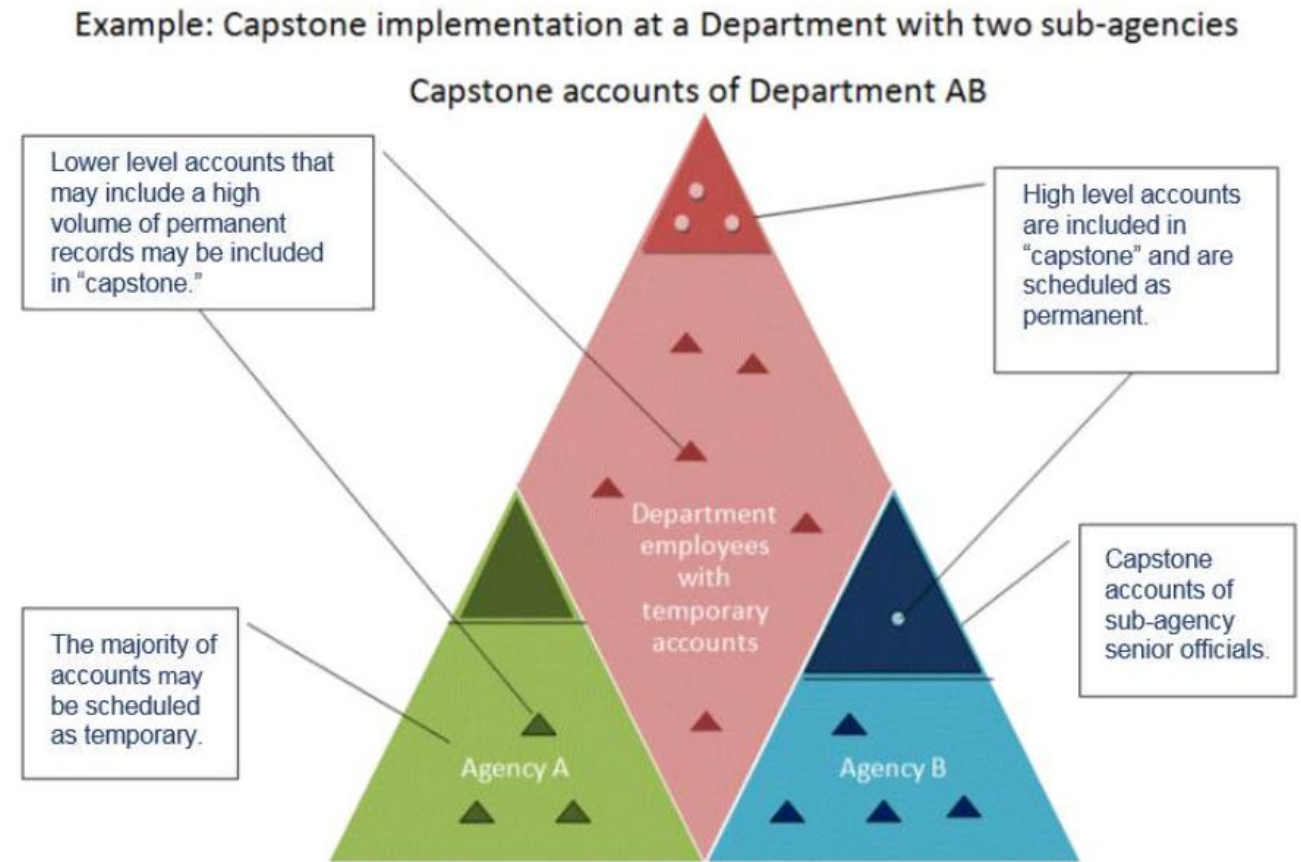 Example: Capstone implementation at a Department with two sub-agencies
Capstone accounts of Department AB
Lower level accounts that
may include a high
volume of permanent
records may be included
in “capstone.”
High level accounts
are included in
“capstone” and are
scheduled as
permanent.
Department
employees
with
temporary
accounts
Capstone
accounts of
sub-agency
senior officials.
The majority of
accounts may
be scheduled
as temporary.
Agency A
Agency B